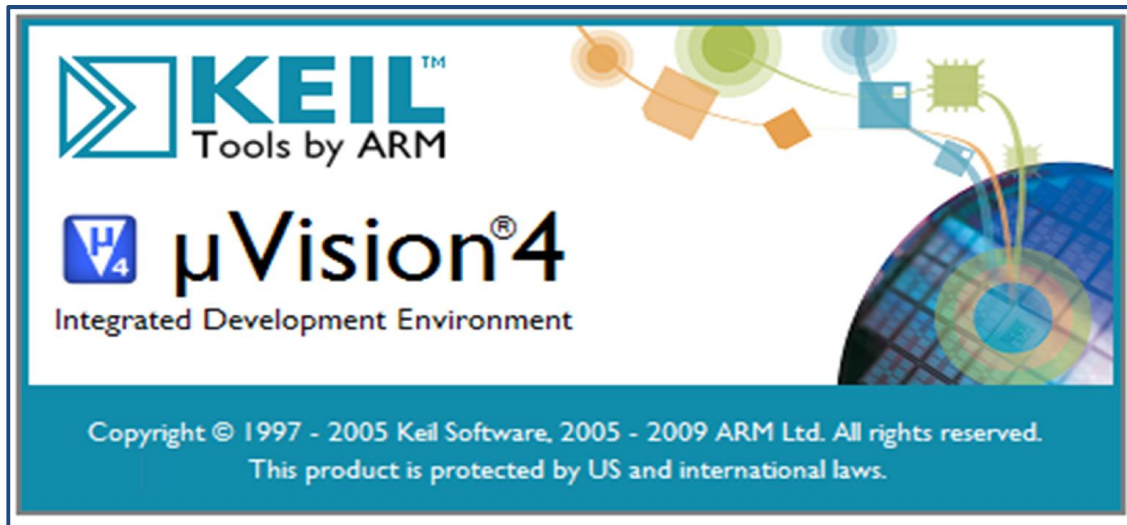 KEIL™
Tools by ARM
μ
4
μVision®4
Integrated Development Environment
Copyright © 1997 - 2005 Keil Software, 2005 - 2009 ARM Ltd. All rights reserved.
This product is protected by US and international laws.